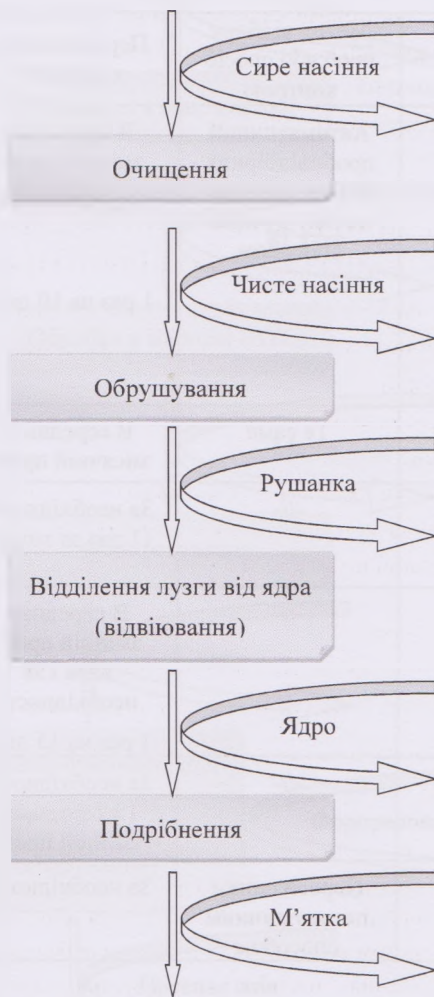 Сире насіння
Очищення
Чисте насіння
Обрушування
Рушанка
Відділення лузги від ядра
(відвіювання)
Ядро
Подрібнення
М’ятка